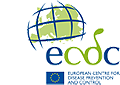 ecdc
EUROPEAN CENTRE FOR
DISEASE PREVENTION
AND CONTROL